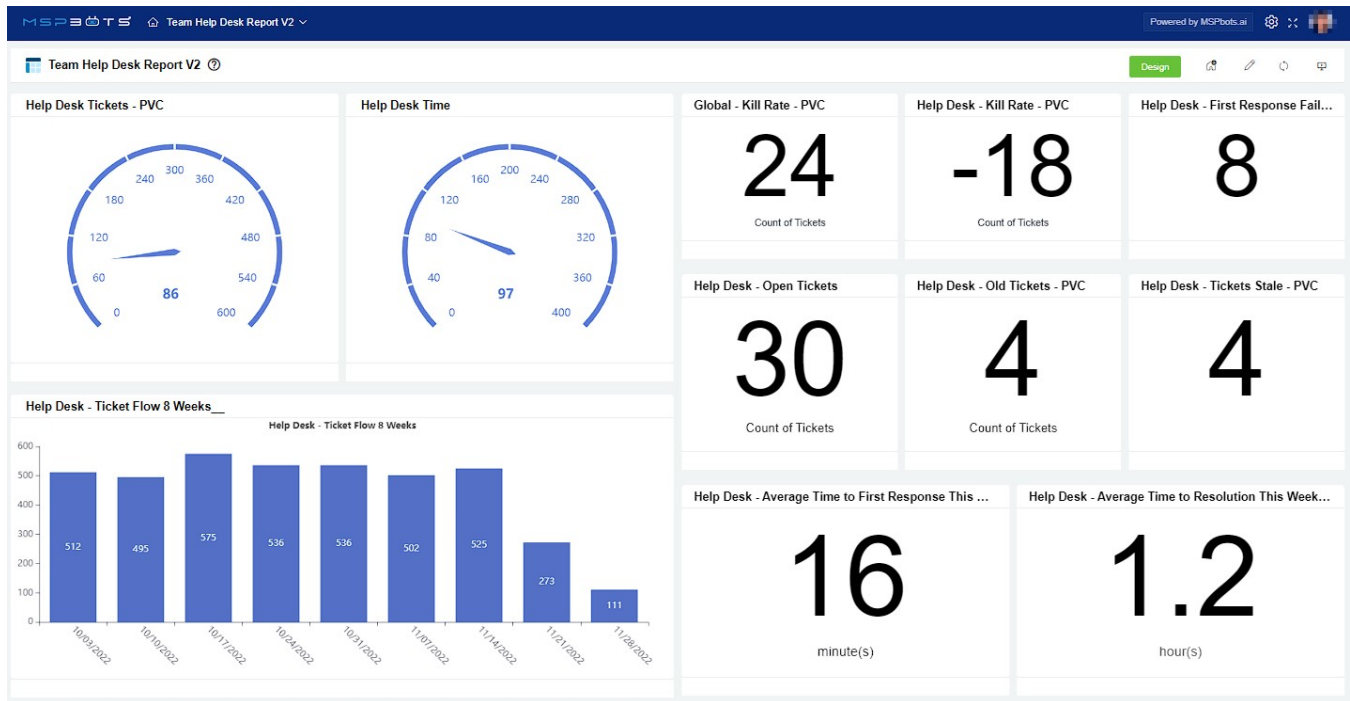 MSPBOTS
Team Help Desk Report V2
Powered by MSPbots.ai
Team Help Desk Report V2
Design
Help Desk Tickets - PVC
0
60
120
180
240
300
360
420
480
540
600
86
Help Desk Time
0
40
80
120
160
200
240
280
320
360
400
97
Global - Kill Rate - PVC
24
Count of Tickets
Help Desk - Kill Rate - PVC
-18
Count of Tickets
Help Desk - First Response Fail...
8
Help Desk - Open Tickets
30
Count of Tickets
Help Desk - Old Tickets - PVC
4
Count of Tickets
Help Desk - Tickets Stale - PVC
4
Help Desk - Ticket Flow 8 Weeks__
Help Desk - Ticket Flow 8 Weeks
600
500
400
300
200
100
0
512
495
575
536
536
502
525
273
111
10/03/2022
10/10/2022
10/17/2022
10/24/2022
10/31/2022
11/07/2022
11/14/2022
11/21/2022
11/28/2022
Help Desk - Average Time to First Response This ...
16
minute(s)
Help Desk - Average Time to Resolution This Week...
1.2
hour(s)